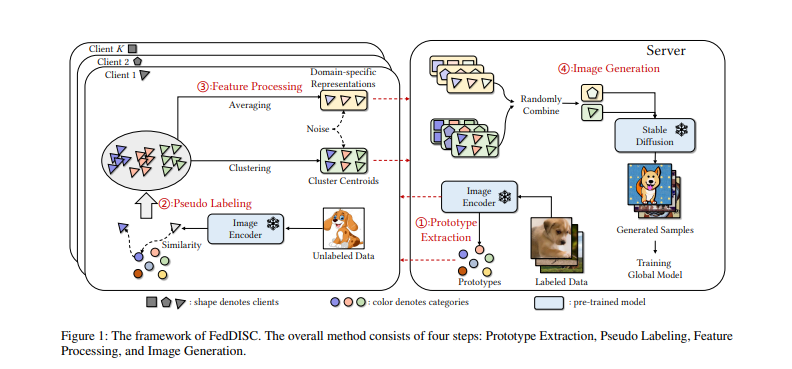 Client K
Client 2
Client 1
③:Feature Processing
Domain-specific
Representations
Averaging
Noise
Clustering
Cluster Centroids
②:Pseudo Labeling
Image
Encoder
Similarity
Unlabeled Data
Server
④:Image Generation
Randomly
Combine
Stable
Diffusion
Image
Encoder
①:Prototype
Extraction
Prototypes
Labeled Data
Generated Samples
Training
Global Model
: shape denotes clients
: color denotes categories
: pre-trained model
Figure 1: The framework of FedDISC. The overall method consists of four steps: Prototype Extraction, Pseudo Labeling, Feature
Processing, and Image Generation.